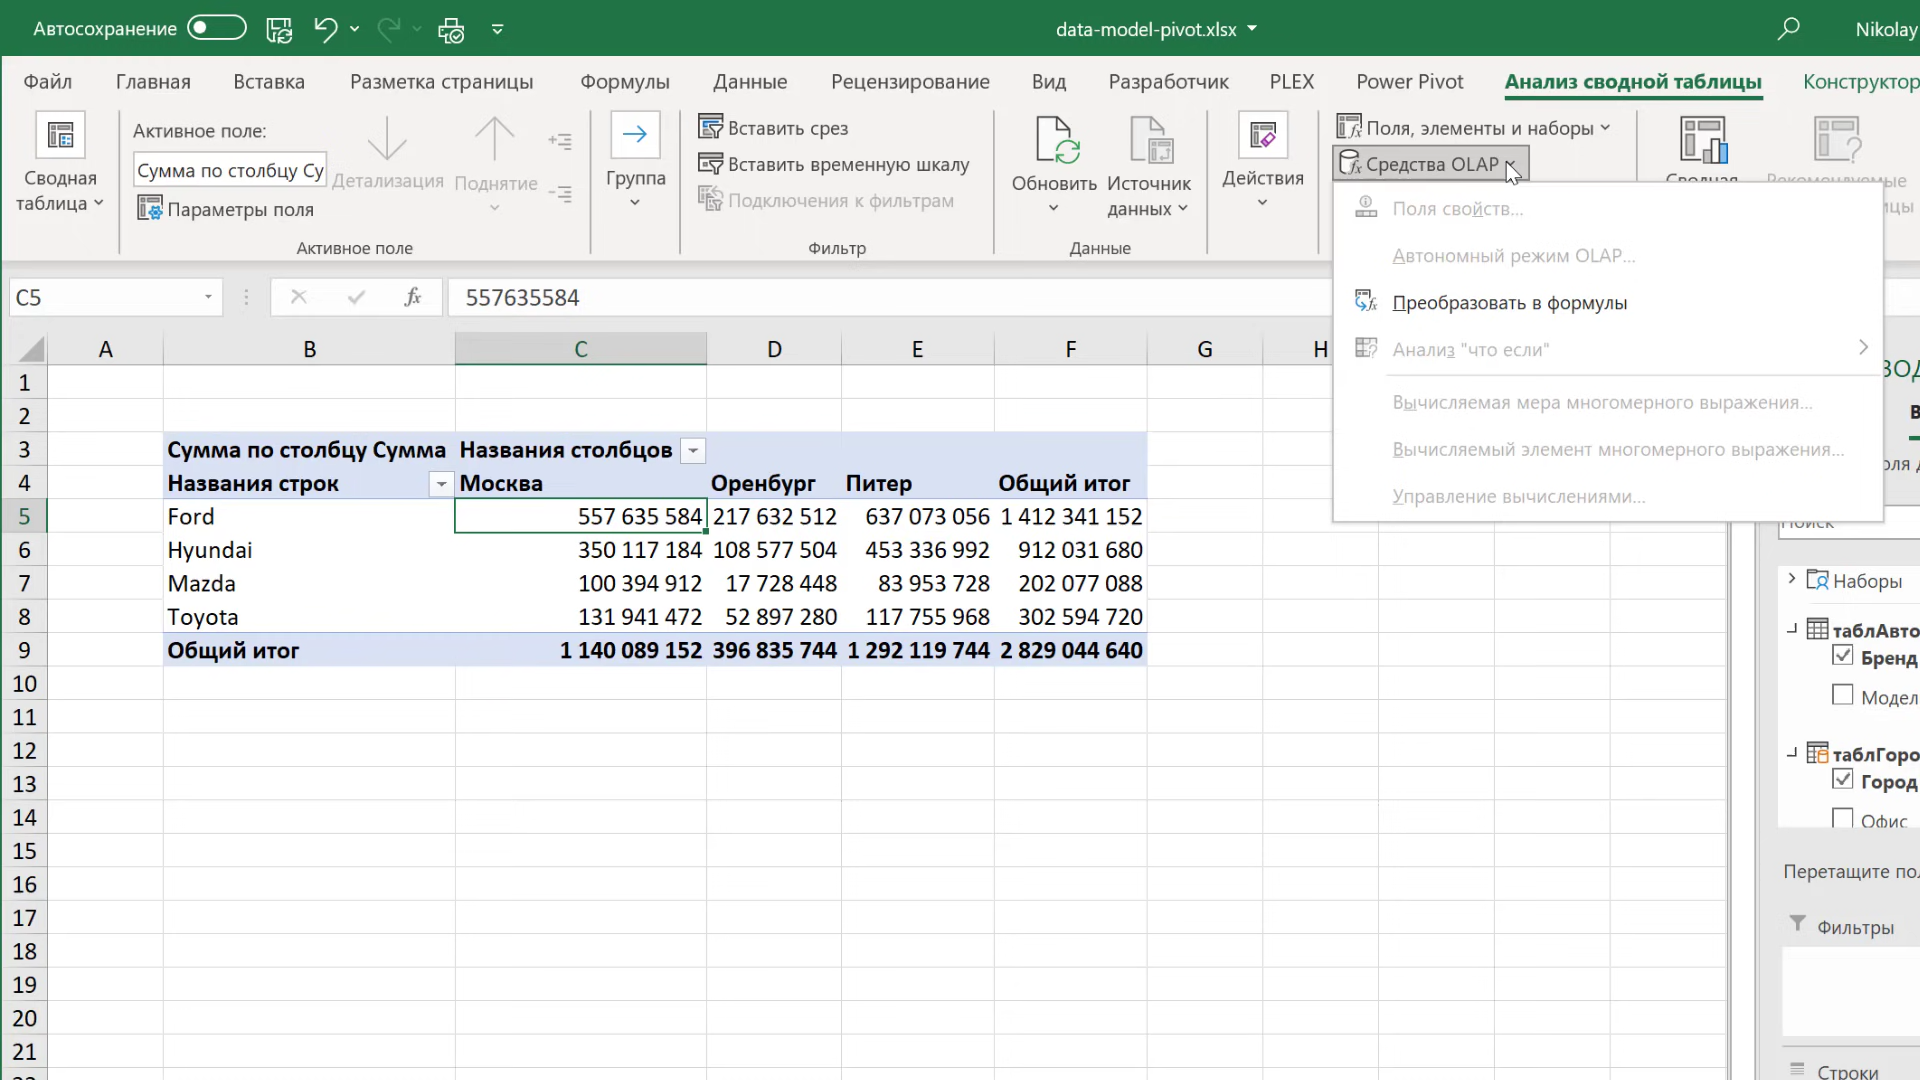 Автосохранение
data-model-pivot.xlsx
Nikolay
Файл Главная Вставка Разметка страницы Формулы Данные Рецензирование Вид Разработчик PLEX Power Pivot Анализ сводной таблицы Конструктор
Сводная таблица
Активное поле:
Сумма по столбцу Су
Параметры поля
Детализация
Поднятие
Активное поле
Группа
Вставить срез
Вставить временную шкалу
Подключения к фильтрам
Фильтр
Обновить
Источник данных
Данные
Действия
Поля, элементы и наборы
Средства OLAP
Сводная
Поля свойств...
Автономный режим OLAP...
Преобразовать в формулы
Анализ "что если"
Вычисляемая мера многомерного выражения...
Вычисляемый элемент многомерного выражения...
Управление вычислениями...
C5
fx
557635584
A B C D E F G H
1
2
3 Сумма по столбцу Сумма Названия столбцов
4 Названия строк Москва Оренбург Питер Общий итог
5 Ford 557 635 584 217 632 512 637 073 056 1 412 341 152
6 Hyundai 350 117 184 108 577 504 453 336 992 912 031 680
7 Mazda 100 394 912 17 728 448 83 953 728 202 077 088
8 Toyota 131 941 472 52 897 280 117 755 968 302 594 720
9 Общий итог 1 140 089 152 396 835 744 1 292 119 744 2 829 044 640
10
11
12
13
14
15
16
17
18
19
20
21
Поиск
Наборы
таблАвто
Бренд
Модел
таблГоро
Город
Офис
Перетащите пол
Фильтры
Строки